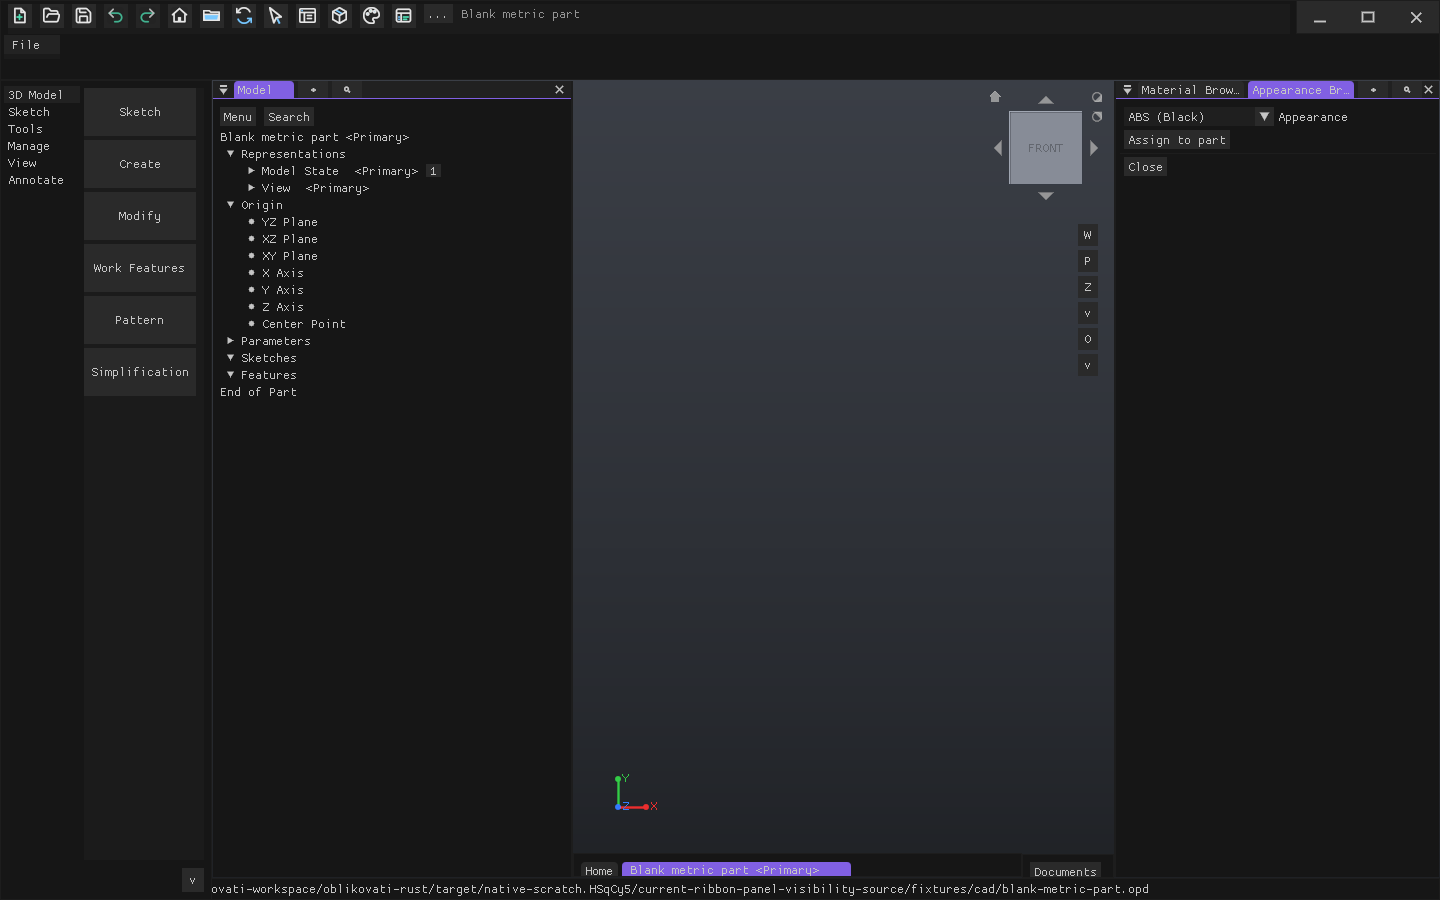 ... Blank metric part
File
3D Model
Sketch
Tools
Manage
View
Annotate
Sketch
Create
Modify
Work Features
Pattern
Simplification
v
Model
Menu Search
Blank metric part <Primary>
Representations
Model State <Primary> 1
View <Primary>
Origin
YZ Plane
XZ Plane
XY Plane
X Axis
Y Axis
Z Axis
Center Point
Parameters
Sketches
Features
End of Part
FRONT
W
P
Z
v
O
v
Y
Z X
Home Blank metric part <Primary> Documents
Material Brow… Appearance Br…
ABS (Black) Appearance
Assign to part
Close
ovati-workspace/oblikovati-rust/target/native-scratch.HSqCy5/current-ribbon-panel-visibility-source/fixtures/cad/blank-metric-part.opd